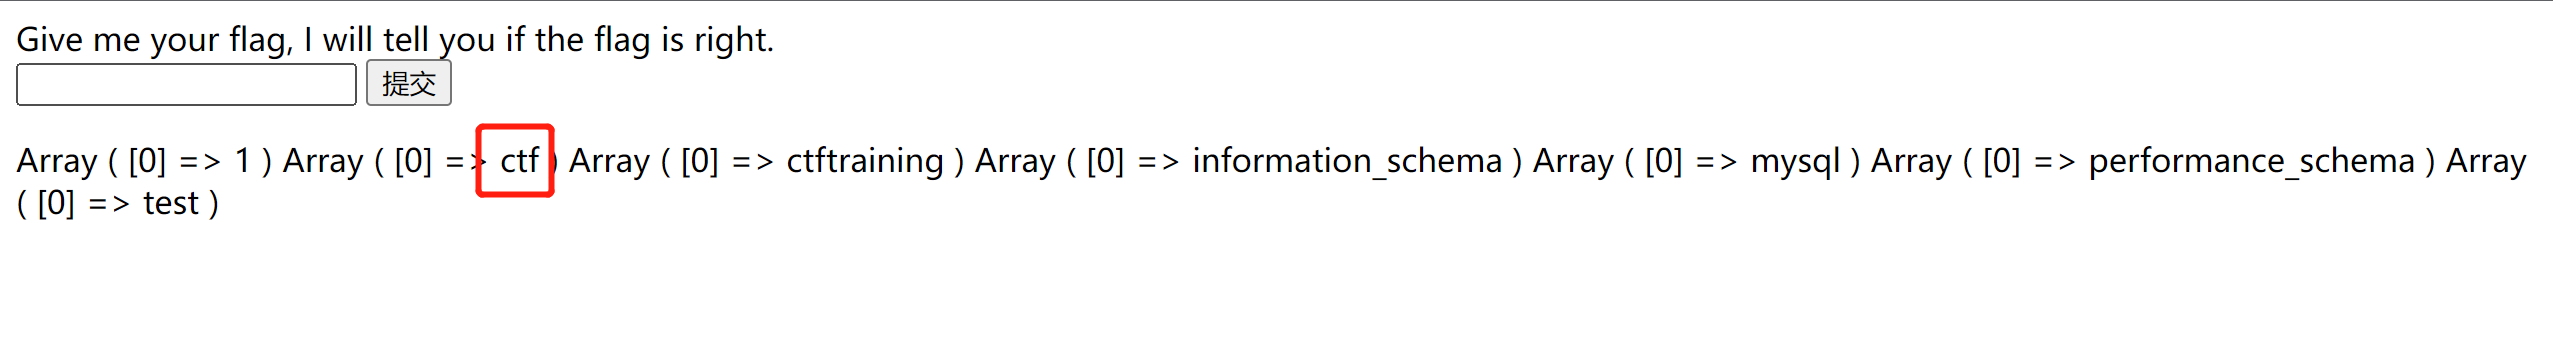 Give me your flag, I will tell you if the flag is right.
提交
Array ( [0] => 1 ) Array ( [0] => ctf ) Array ( [0] => ctftraining ) Array ( [0] => information_schema ) Array ( [0] => mysql ) Array ( [0] => performance_schema ) Array
( [0] => test )